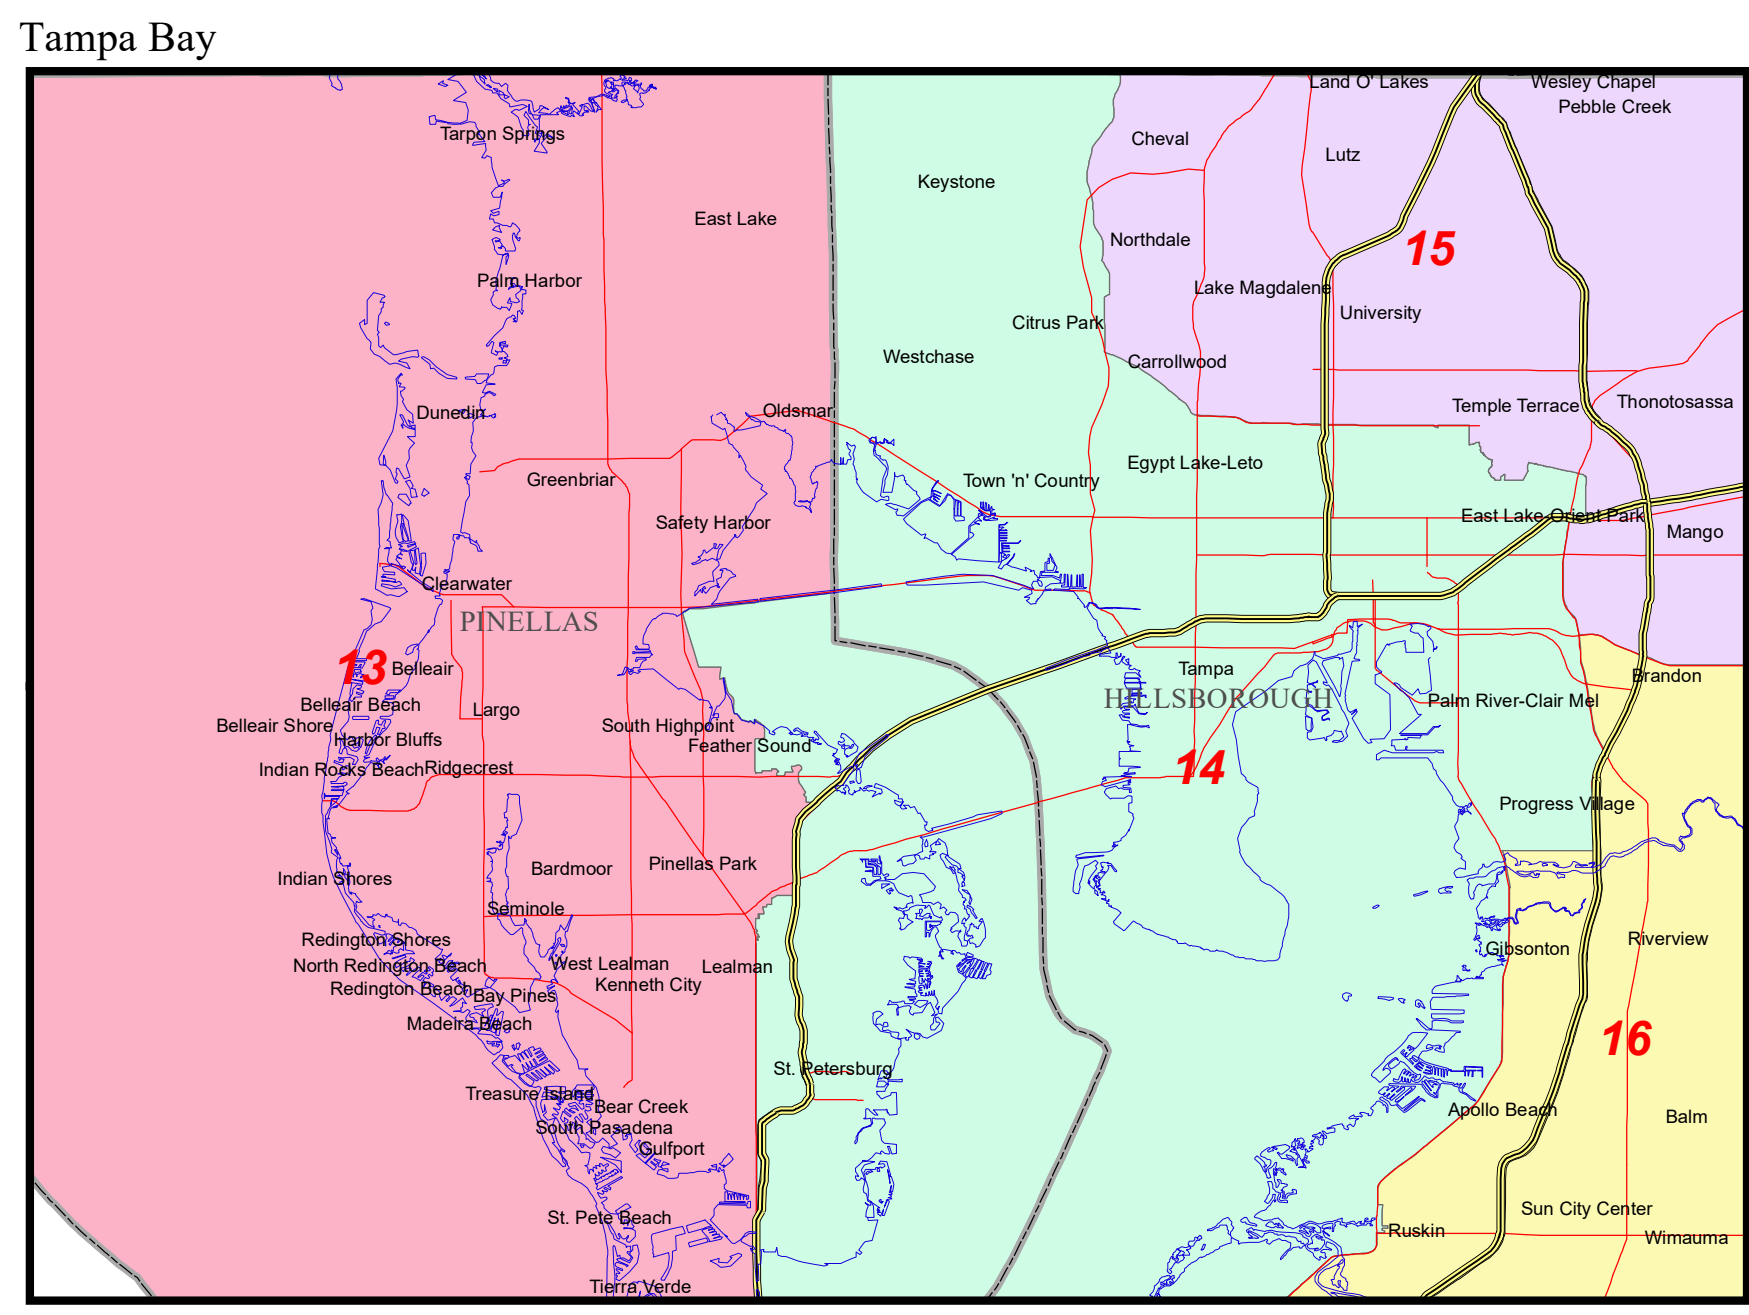 Tampa Bay
Land O' Lakes
Wesley Chapel
Pebble Creek
Tarpon Springs
Cheval
Lutz
Keystone
East Lake
Northdale
15
Palm Harbor
Lake Magdalene
University
Citrus Park
Westchase
Carrollwood
Dunedin
Oldsmar
Temple Terrace
Thonotosassa
Egypt Lake-Leto
Greenbriar
Town 'n' Country
Safety Harbor
East Lake-Orient Park
Mango
Clearwater
PINELLAS
13
Belleair
Tampa
Brandon
HILLSBOROUGH
Palm River-Clair Mel
Belleair Beach
Largo
Belleair Shore
South Highpoint
Harbor Bluffs
Feather Sound
Indian Rocks Beach
Ridgecrest
14
Progress Village
Bardmoor
Pinellas Park
Indian Shores
Seminole
Redington Shores
Riverview
Gibsonton
North Redington Beach
West Lealman
Lealman
Kenneth City
Redington Beach
Bay Pines
Madeira Beach
16
St. Petersburg
Treasure Island
Bear Creek
Apollo Beach
Balm
South Pasadena
Gulfport
St. Pete Beach
Sun City Center
Ruskin
Wimauma
Tierra Verde